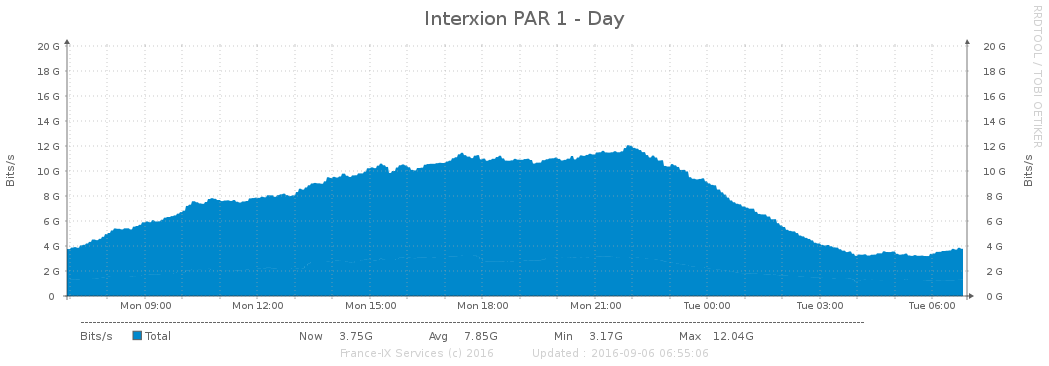 Interxion PAR 1 - Day
RRDTOOL / TOBI OETIKER
Bits/s
20 G 20 G
18 G 18 G
16 G 16 G
14 G 14 G
12 G 12 G
10 G 10 G
8 G 8 G
6 G 6 G
4 G 4 G
2 G 2 G
0 0 G
Bits/s
Mon 09:00 Mon 12:00 Mon 15:00 Mon 18:00 Mon 21:00 Tue 00:00 Tue 03:00 Tue 06:00
Bits/s Total Now 3.75G Avg 7.85G Min 3.17G Max 12.04G
France-IX Services (c) 2016 Updated : 2016-09-06 06:55:06